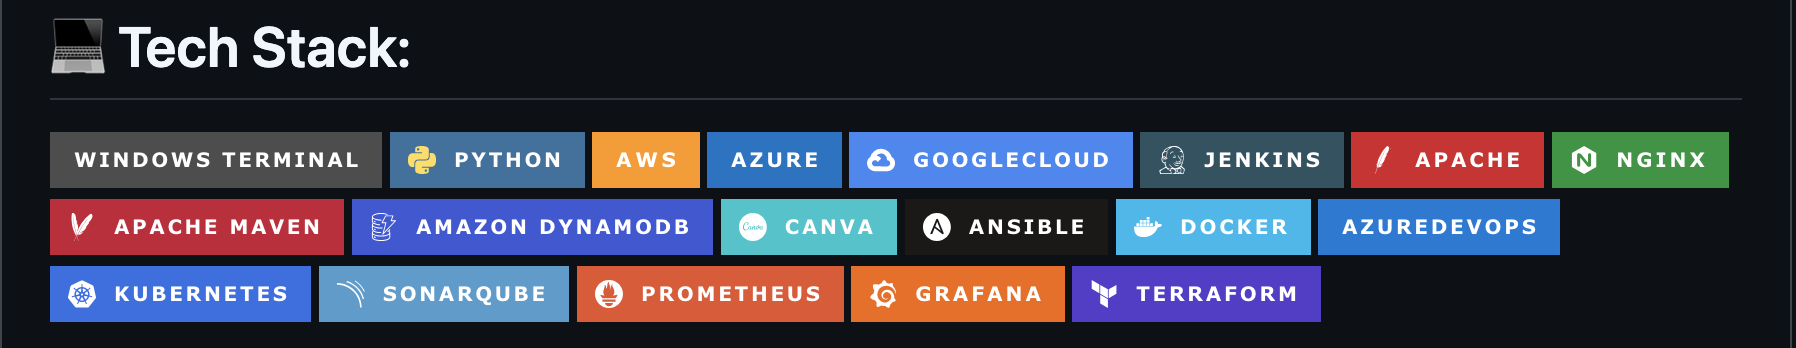 Tech Stack:
WINDOWS TERMINAL PYTHON AWS AZURE GOOGLECLOUD JENKINS APACHE NGINX
APACHE MAVEN AMAZON DYNAMODB Canva CANVA ANSIBLE DOCKER AZUREDEVOPS
KUBERNETES SONARQUBE PROMETHEUS GRAFANA TERRAFORM